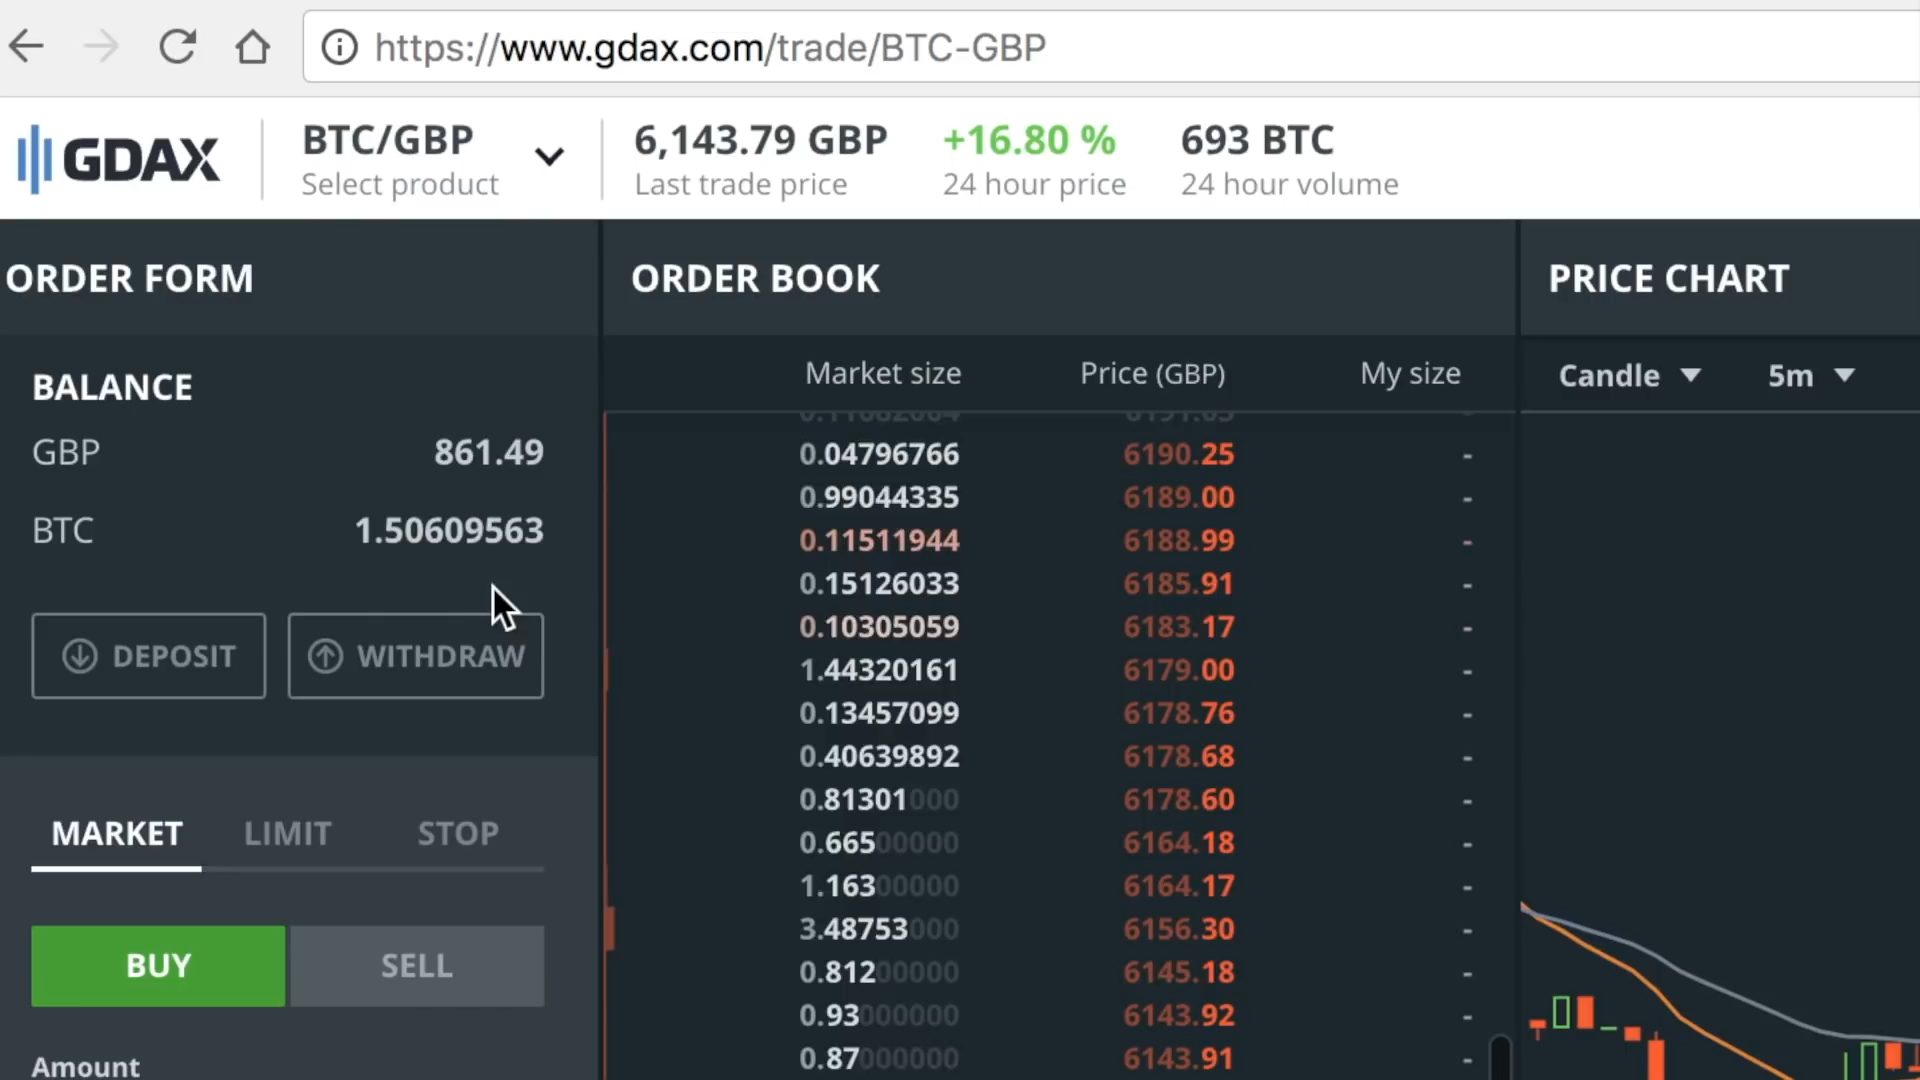 https://www.gdax.com/trade/BTC-GBP
GDAX
BTC/GBP
Select product
6,143.79 GBP
Last trade price
+16.80 %
24 hour price
693 BTC
24 hour volume
ORDER FORM
BALANCE
GBP 861.49
BTC 1.50609563
DEPOSIT WITHDRAW
MARKET LIMIT STOP
BUY SELL
Amount
ORDER BOOK
Market size Price (GBP) My size
0.04796766 6190.25 -
0.99044335 6189.00 -
0.11511944 6188.99 -
0.15126033 6185.91 -
0.10305059 6183.17 -
1.44320161 6179.00 -
0.13457099 6178.76 -
0.40639892 6178.68 -
0.81301000 6178.60 -
0.66500000 6164.18 -
1.16300000 6164.17 -
3.48753000 6156.30 -
0.81200000 6145.18 -
0.93000000 6143.92 -
0.87000000 6143.91 -
PRICE CHART
Candle 5m